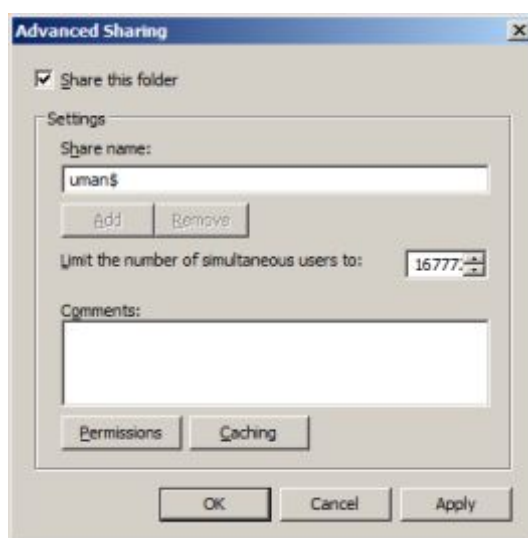 Advanced Sharing
Share this folder
Settings
Share name:
uman$
Add Remove
Limit the number of simultaneous users to:
Comments:
Permissions Caching
OK Cancel Apply